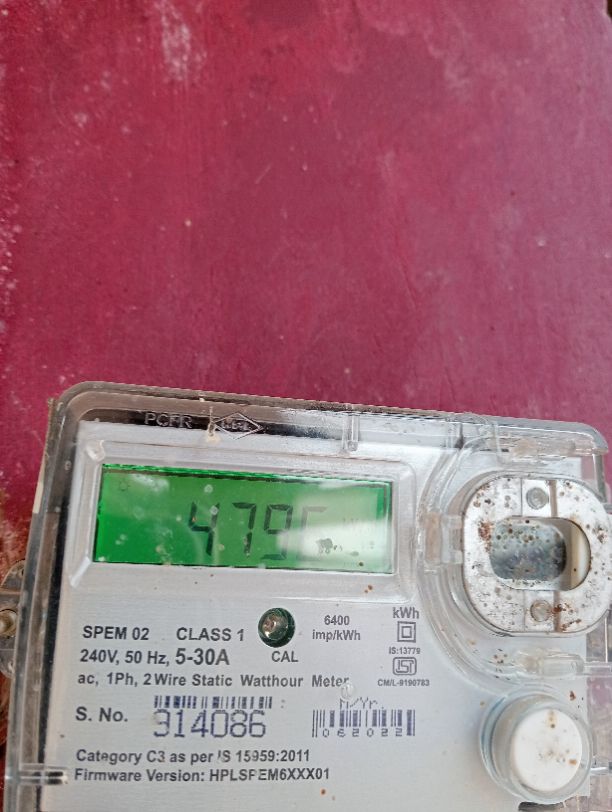 PCFR
SPEM 02 CLASS 1
6400
imp/kWh
kWh
240V, 50 Hz, 5-30A
CAL
IS:13779
ac, 1Ph, 2 Wire Static Watthour Meter
CM/L-9190783
S. No. 914086
M/Yr.
062022
Category C3 as per IS 15959:2011
Firmware Version: HPLSPEM6XXX01